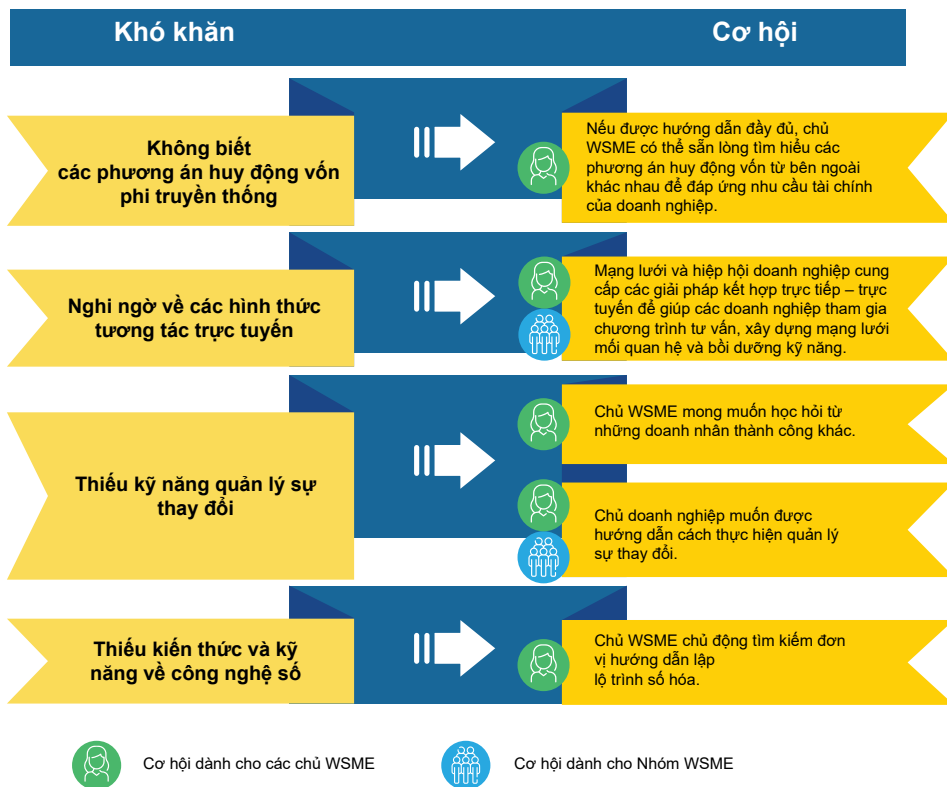 Khó khăn
Cơ hội
Không biết
các phương án huy động vốn
phi truyền thống
Nếu được hướng dẫn đầy đủ, chủ
WSME có thể sẵn lòng tìm hiểu các
phương án huy động vốn từ bên ngoài
khác nhau để đáp ứng nhu cầu tài chính
của doanh nghiệp.
Nghi ngờ về các hình thức
tương tác trực tuyến
Mạng lưới và hiệp hội doanh nghiệp cung
cấp các giải pháp kết hợp trực tiếp – trực
tuyến để giúp các doanh nghiệp tham gia
chương trình tư vấn, xây dựng mạng lưới
mối quan hệ và bồi dưỡng kỹ năng.
Thiếu kỹ năng quản lý sự
thay đổi
Chủ WSME mong muốn học hỏi từ
những doanh nhân thành công khác.
Chủ doanh nghiệp muốn được
hướng dẫn cách thực hiện quản lý
sự thay đổi.
Thiếu kiến thức và kỹ
năng về công nghệ số
Chủ WSME chủ động tìm kiếm đơn
vị hướng dẫn lập
lộ trình số hóa.
Cơ hội dành cho các chủ WSME
Cơ hội dành cho Nhóm WSME